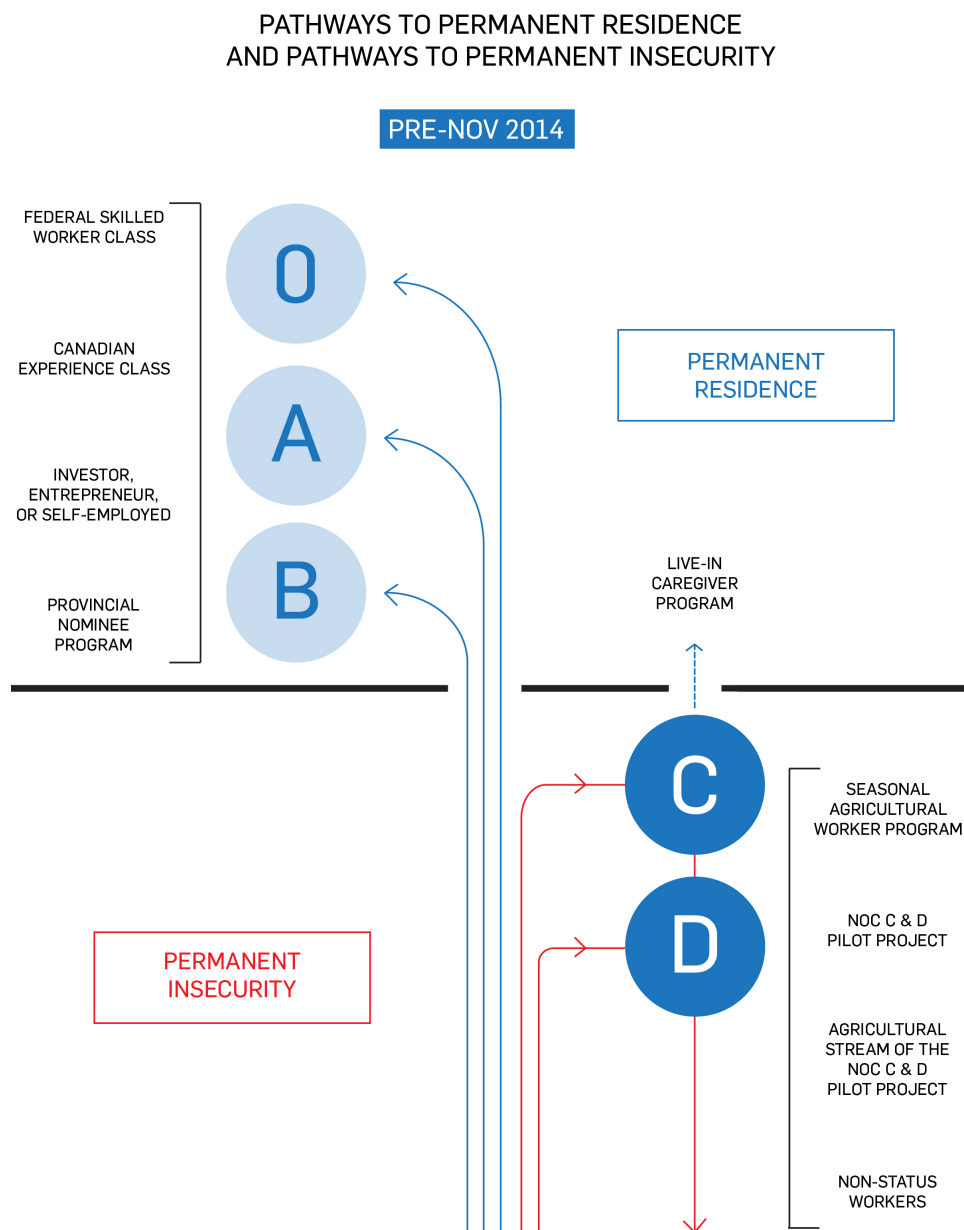 PATHWAYS TO PERMANENT RESIDENCE
AND PATHWAYS TO PERMANENT INSECURITY
PRE-NOV 2014
FEDERAL SKILLED
WORKER CLASS
CANADIAN
EXPERIENCE CLASS
INVESTOR,
ENTREPRENEUR,
OR SELF-EMPLOYED
PROVINCIAL
NOMINEE
PROGRAM
0
A
B
PERMANENT
RESIDENCE
LIVE-IN
CAREGIVER
PROGRAM
PERMANENT
INSECURITY
C
D
SEASONAL
AGRICULTURAL
WORKER PROGRAM
NOC C & D
PILOT PROJECT
AGRICULTURAL
STREAM OF THE
NOC C & D
PILOT PROJECT
NON-STATUS
WORKERS